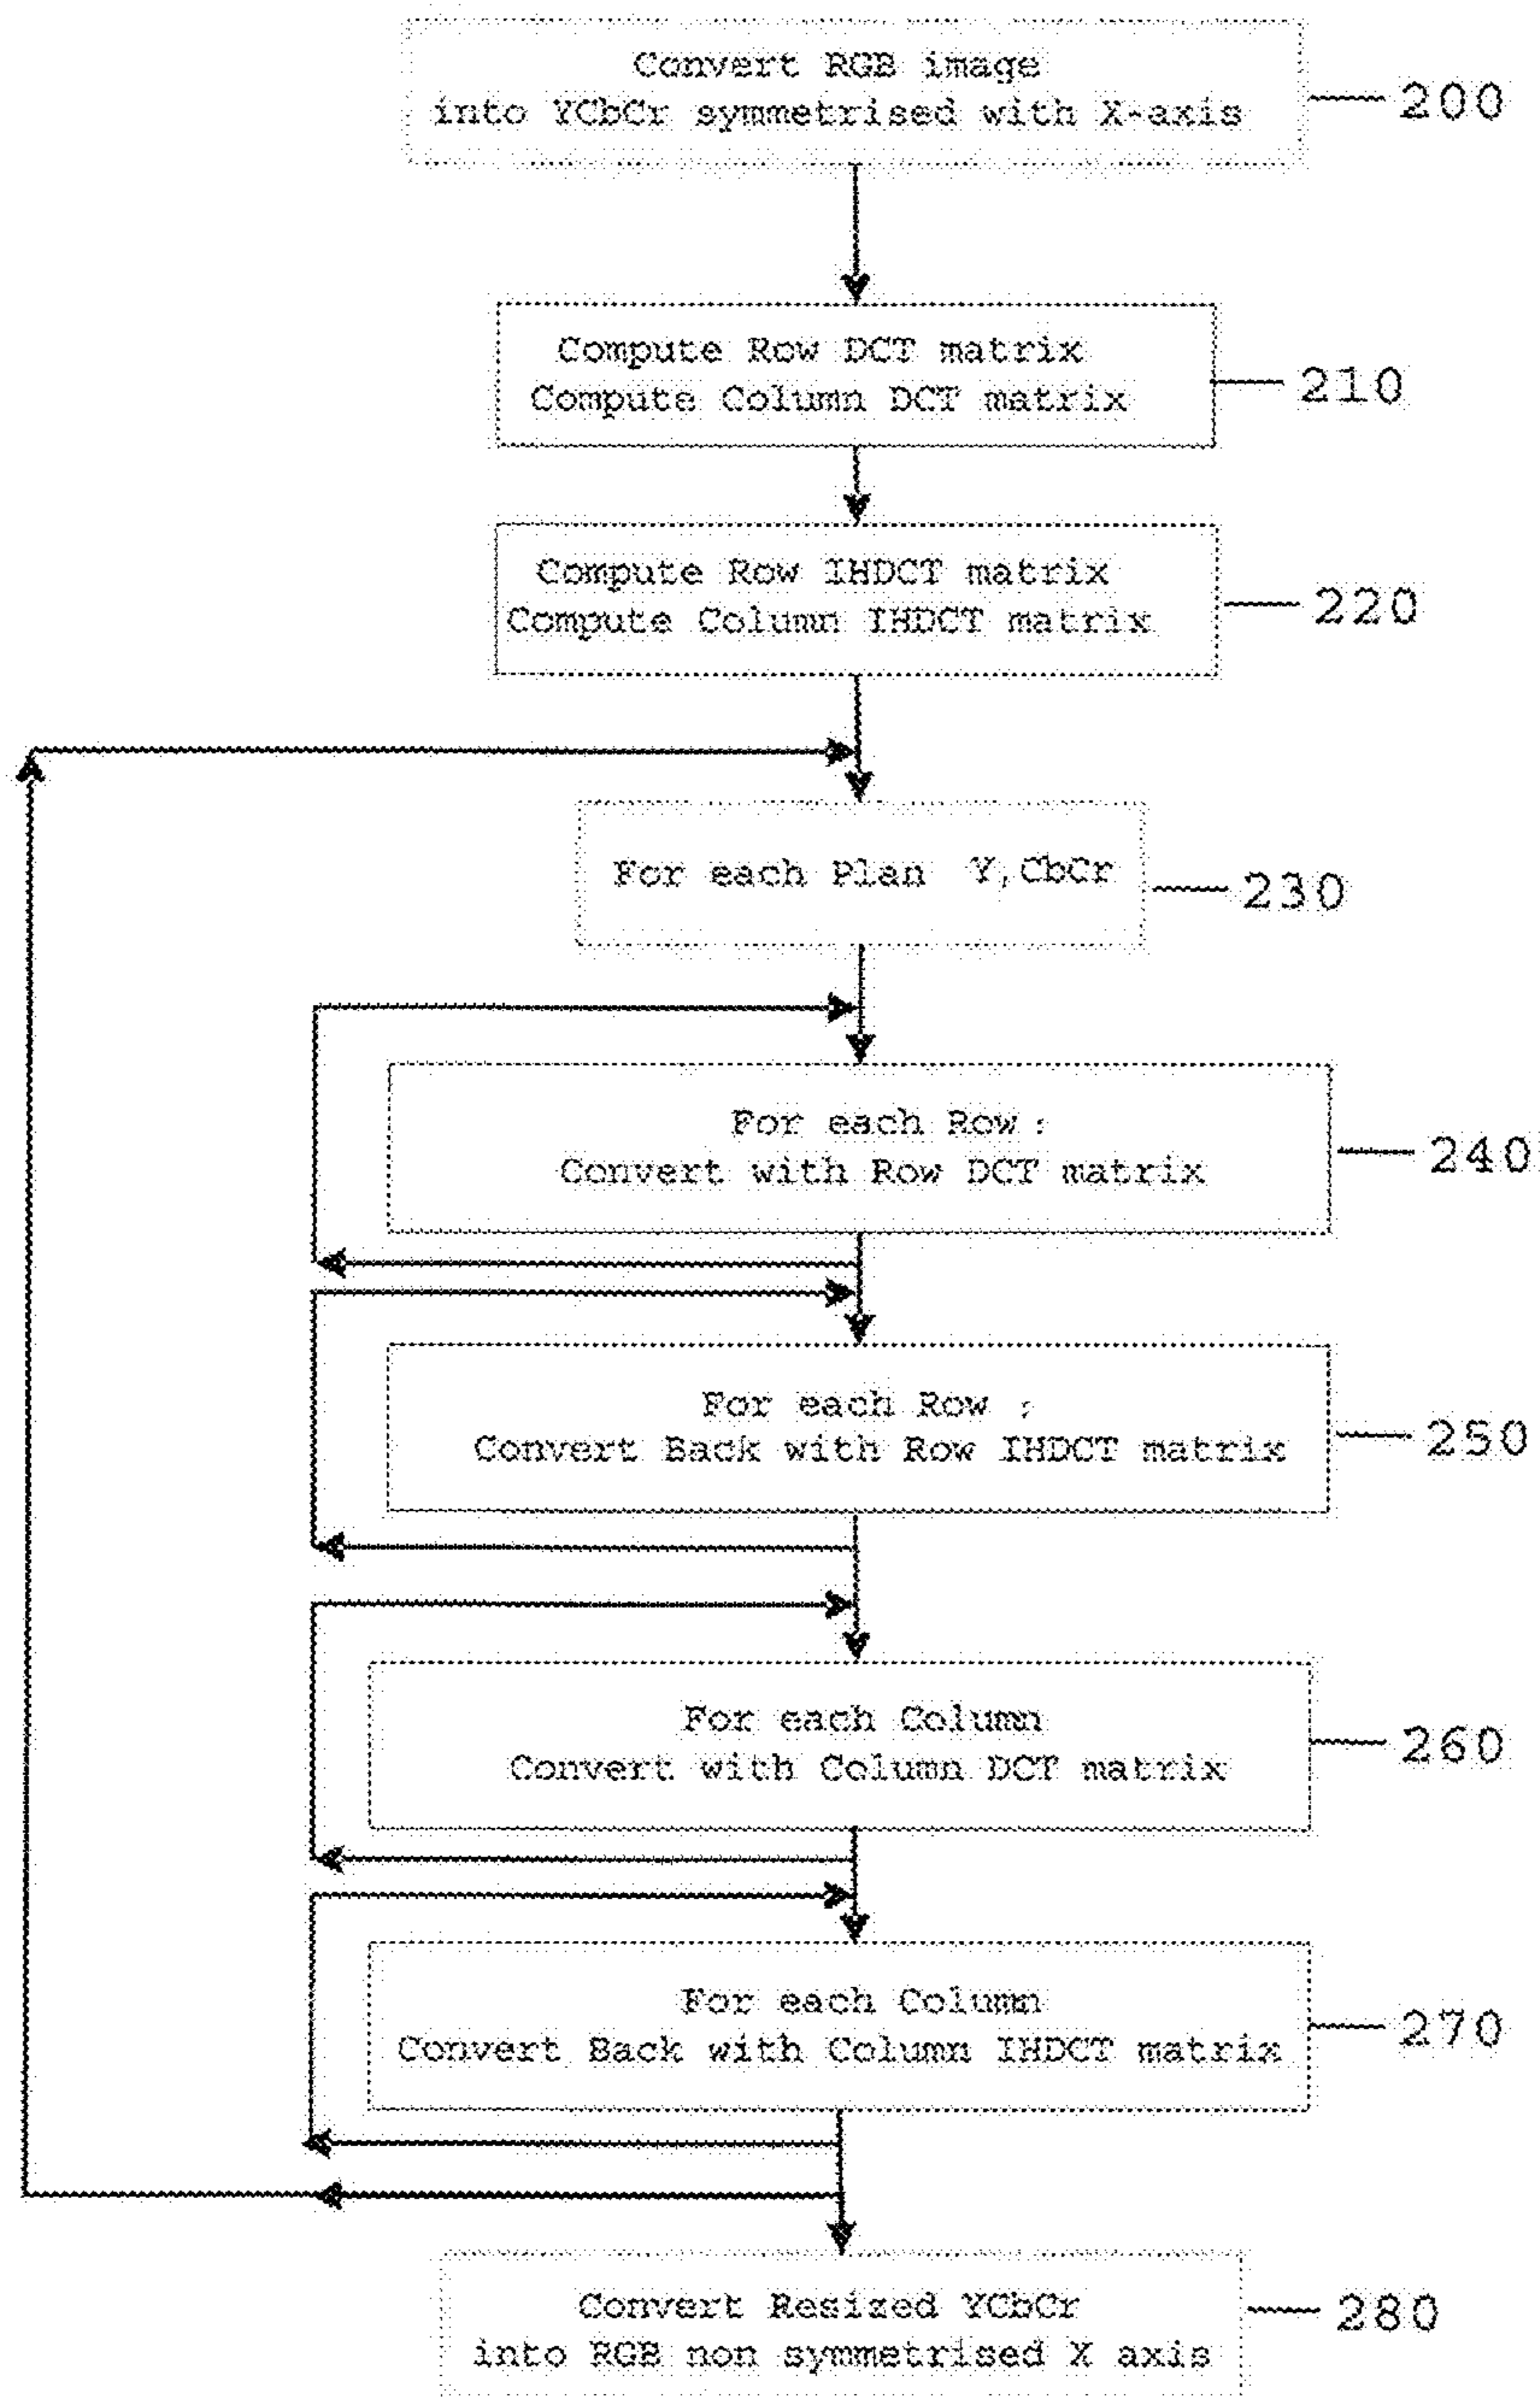 Convert RGB image
into YCbCr symmetrised with X-axis
200
Compute Row DCT matrix
Compute Column DCT matrix
210
Compute Row IHDCT matrix
Compute Column IHDCT matrix
220
For each Plan Y,CbCr
230
For each Row :
Convert with Row DCT matrix
240
For each Row :
Convert Back with Row IHDCT matrix
250
For each Column
Convert with Column DCT matrix
260
For each Column
Convert Back with Column IHDCT matrix
270
Convert Resized YCbCr
into RGB non symmetrised X axis
280